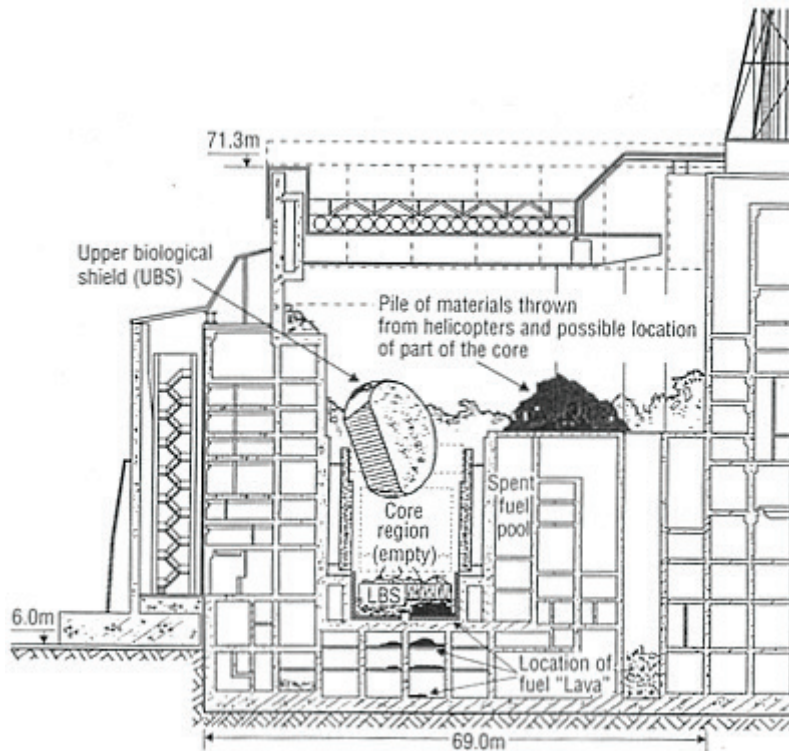 71.3m
Upper biological
shield (UBS)
Pile of materials thrown
from helicopters and possible location
of part of the core
Spent
fuel
pool
Core
region
(empty)
LBS
6.0m
Location of
fuel "Lava"
69.0m